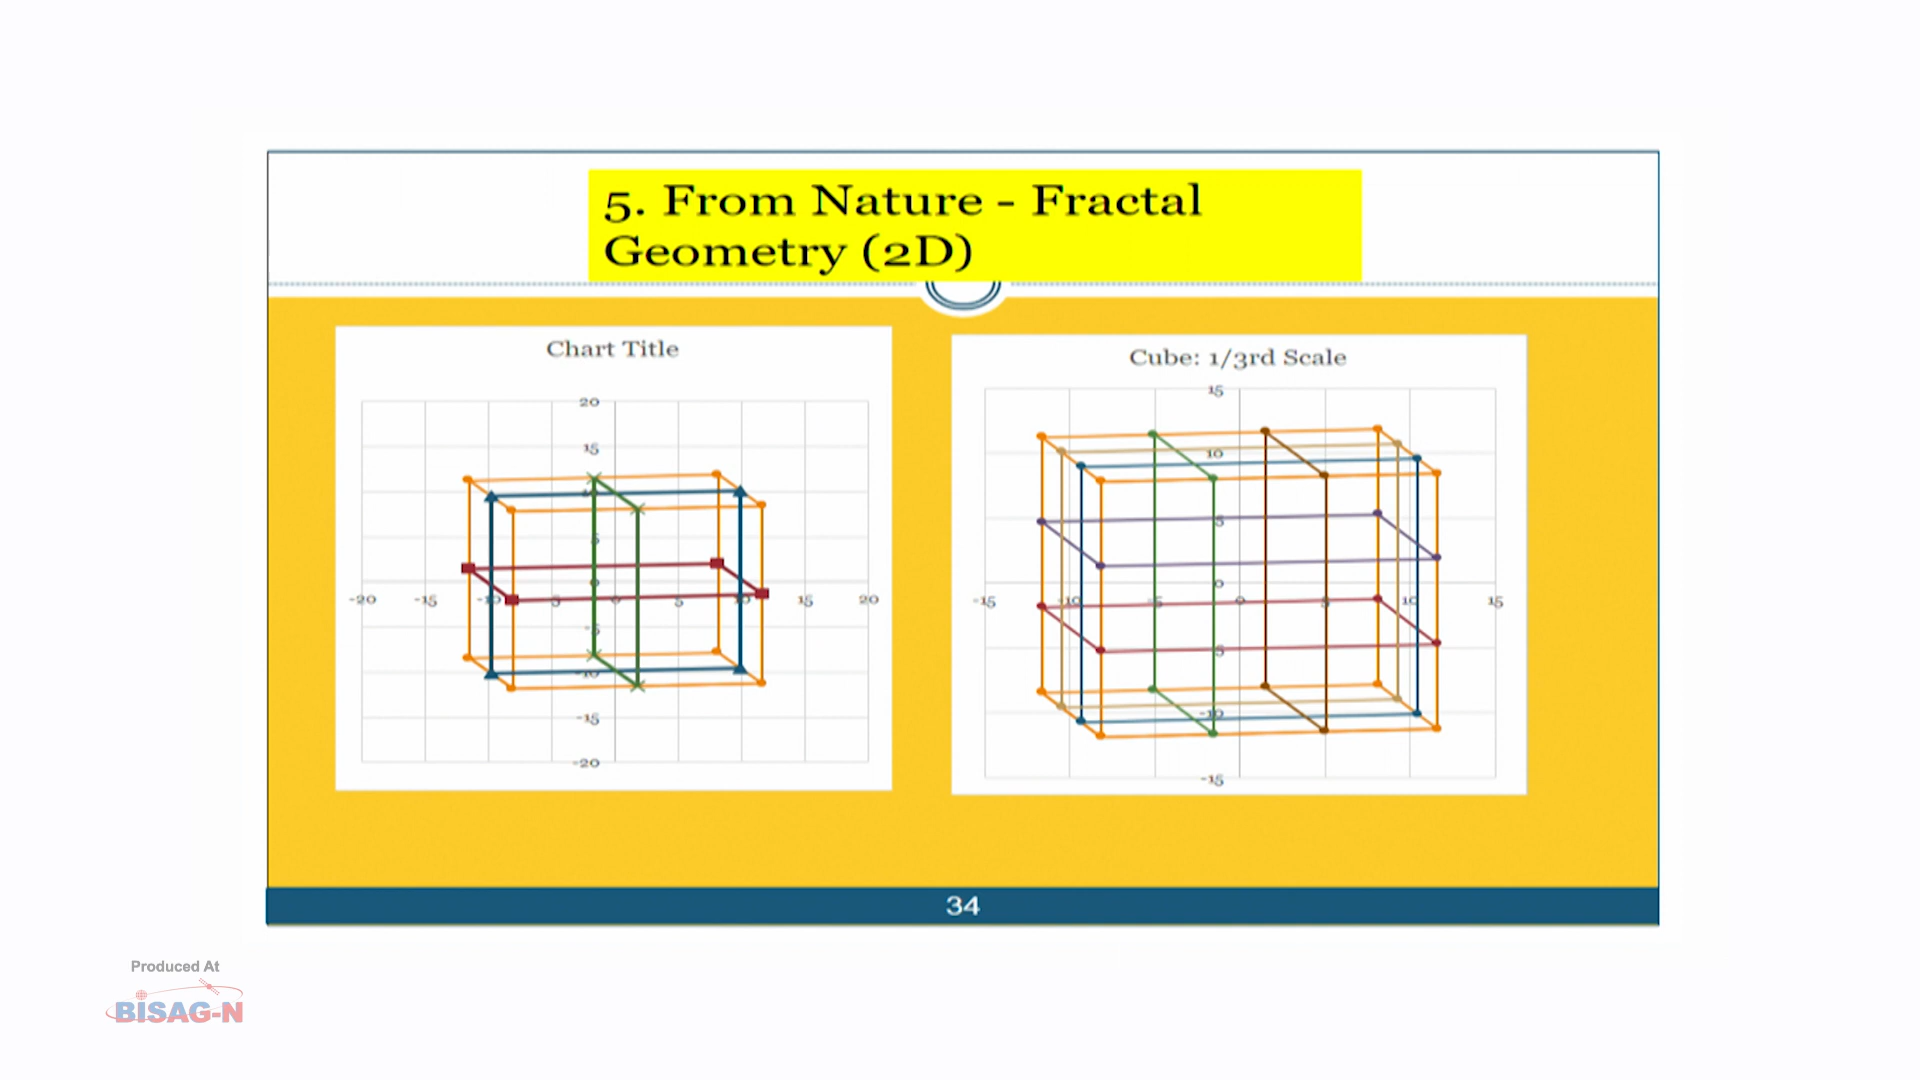 5. From Nature - Fractal
Geometry (2D)
Chart Title
20
15
5
0
-20 -15 -10 -5 0 5 10 15 20
-5
-10
-15
-20
Cube: 1/3rd Scale
15
10
5
0
-15 -10 -5 0 5 10 15
-5
-10
-15
34
Produced At
BISAG-N